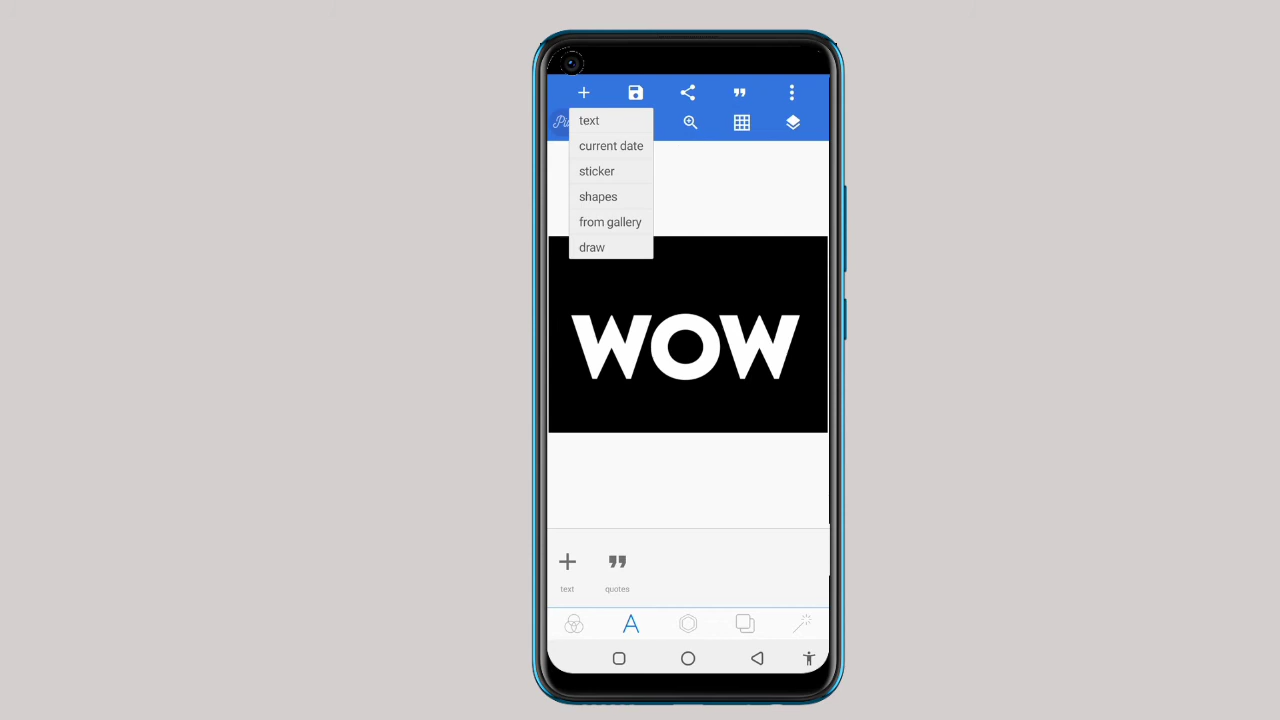 text
current date
sticker
shapes
from gallery
draw
WOW
text
quotes